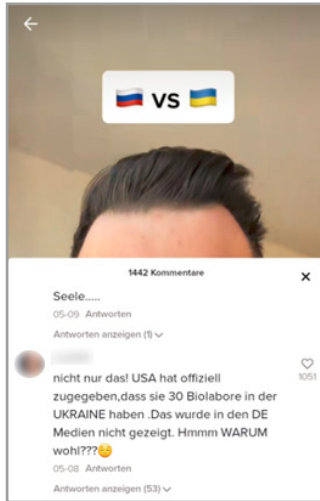 VS
1442 Kommentare
Seele.....
05-09 Antworten
Antworten anzeigen (1)
nicht nur das! USA hat offiziell
zugegeben,dass sie 30 Biolabore in der
UKRAINE haben .Das wurde in den DE
Medien nicht gezeigt. Hmmm WARUM
wohl???
1051
05-08 Antworten
Antworten anzeigen (53)